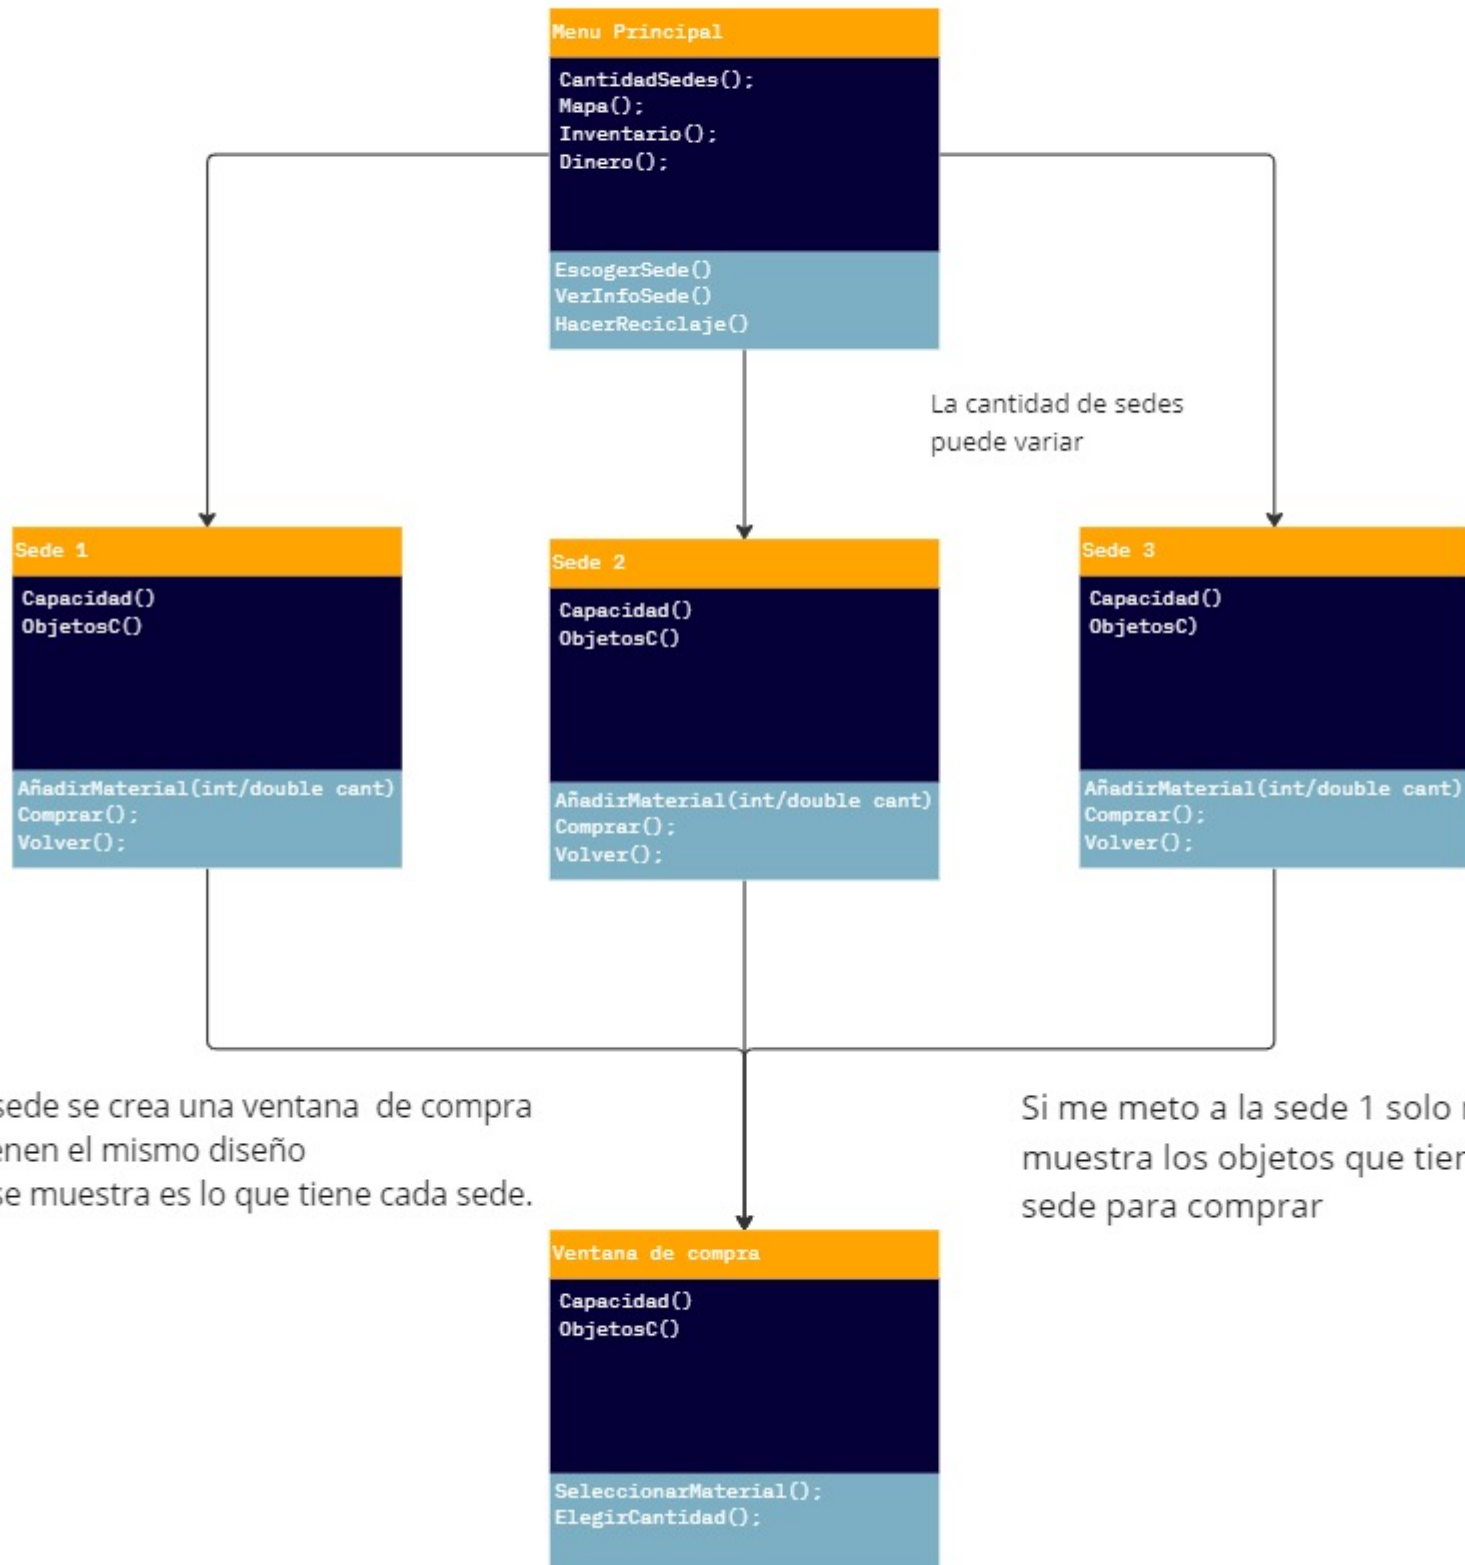 Menu Principal
CantidadSedes();
Mapa();
Inventario();
Dinero();
EscogerSede()
VerInfoSede()
HacerReciclaje()
La cantidad de sedes
puede variar
Sede 1
Capacidad()
ObjetosC()
AñadirMaterial(int/double cant)
Comprar();
Volver();
Sede 2
Capacidad()
ObjetosC()
AñadirMaterial(int/double cant)
Comprar();
Volver();
Sede 3
Capacidad()
ObjetosC)
AñadirMaterial(int/double cant)
Comprar();
Volver();
sede se crea una ventana de compra
el mismo diseño
se muestra es lo que tiene cada sede.
Si me meto a la sede 1 solo
muestra los objetos que
sede para comprar
Ventana de compra
Capacidad()
ObjetosC()
SeleccionarMaterial();
ElegirCantidad();